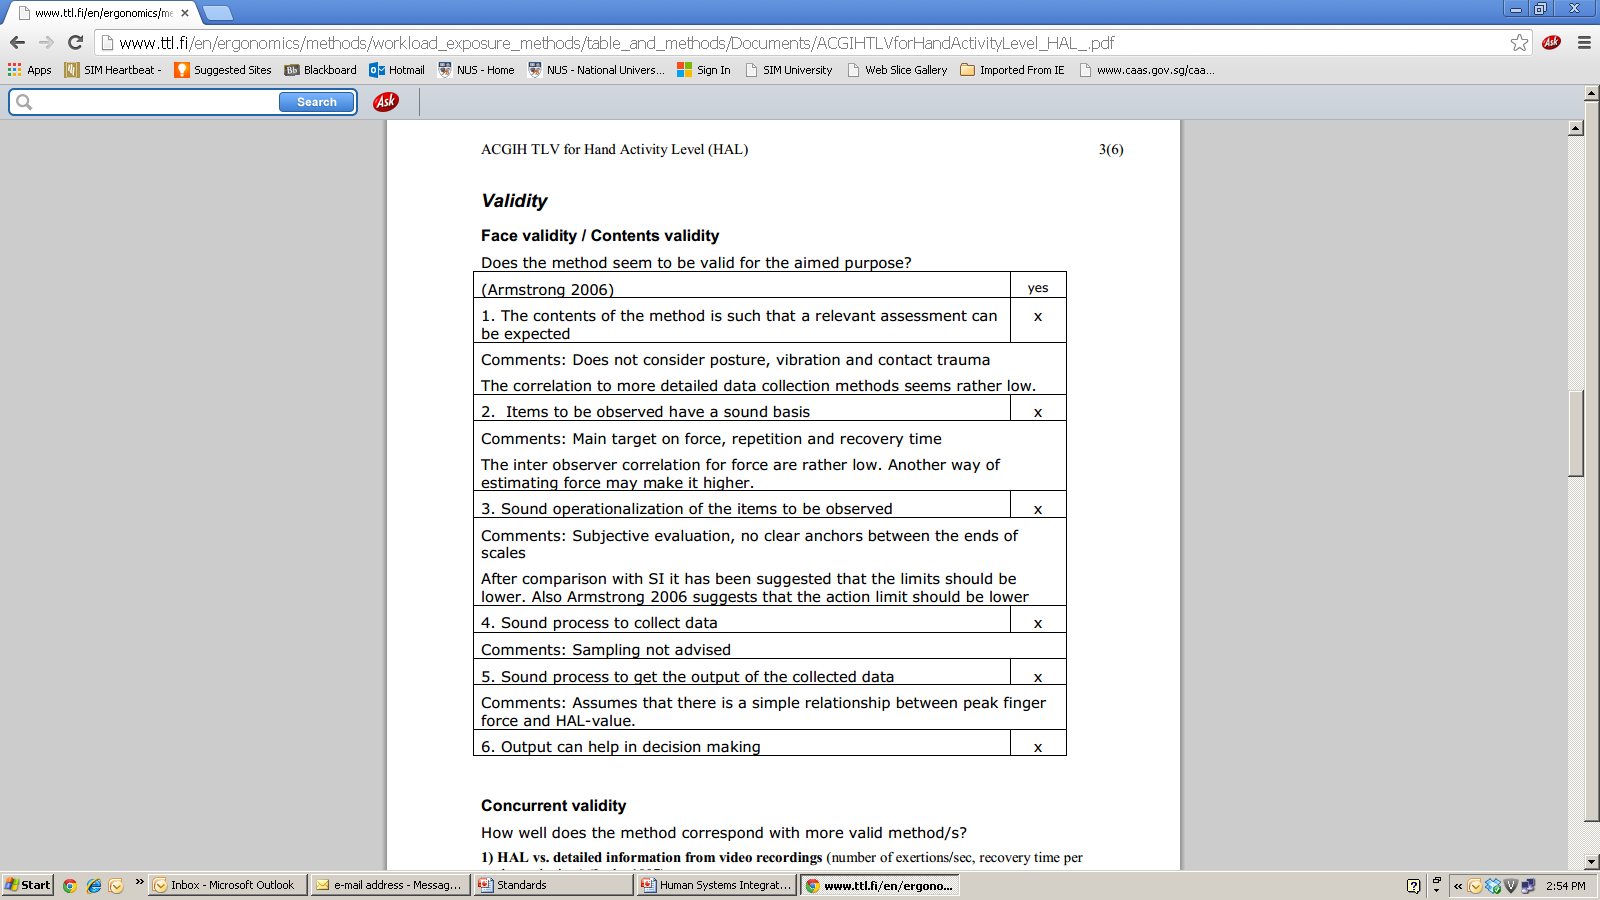 www.ttl.fi/en/ergonomics/me
www.ttl.fi/en/ergonomics/methods/workload_exposure_methods/table_and_methods/Documents/ACGIHTLVforHandActivityLevel_HAL_.pdf
Ask
Apps
SIM Heartbeat -
Suggested Sites
Bb Blackboard
Hotmail
NUS - Home
NUS - National Univers...
Sign In
SIM University
Web Slice Gallery
Imported From IE
www.caas.gov.sg/caa...
Search
Ask
ACGIH TLV for Hand Activity Level (HAL) 3(6)
Validity
Face validity / Contents validity
Does the method seem to be valid for the aimed purpose?
(Armstrong 2006) yes
1. The contents of the method is such that a relevant assessment can x
be expected
Comments: Does not consider posture, vibration and contact trauma
The correlation to more detailed data collection methods seems rather low.
2. Items to be observed have a sound basis x
Comments: Main target on force, repetition and recovery time
The inter observer correlation for force are rather low. Another way of
estimating force may make it higher.
3. Sound operationalization of the items to be observed x
Comments: Subjective evaluation, no clear anchors between the ends of
scales
After comparison with SI it has been suggested that the limits should be
lower. Also Armstrong 2006 suggests that the action limit should be lower
4. Sound process to collect data x
Comments: Sampling not advised
5. Sound process to get the output of the collected data x
Comments: Assumes that there is a simple relationship between peak finger
force and HAL-value.
6. Output can help in decision making x
Concurrent validity
How well does the method correspond with more valid method/s?
1) HAL vs. detailed information from video recordings (number of exertions/sec, recovery time per
Start
Inbox - Microsoft Outlook
e-mail address - Messag...
Standards
Human Systems Integrat...
www.ttl.fi/en/ergono...
2:54 PM